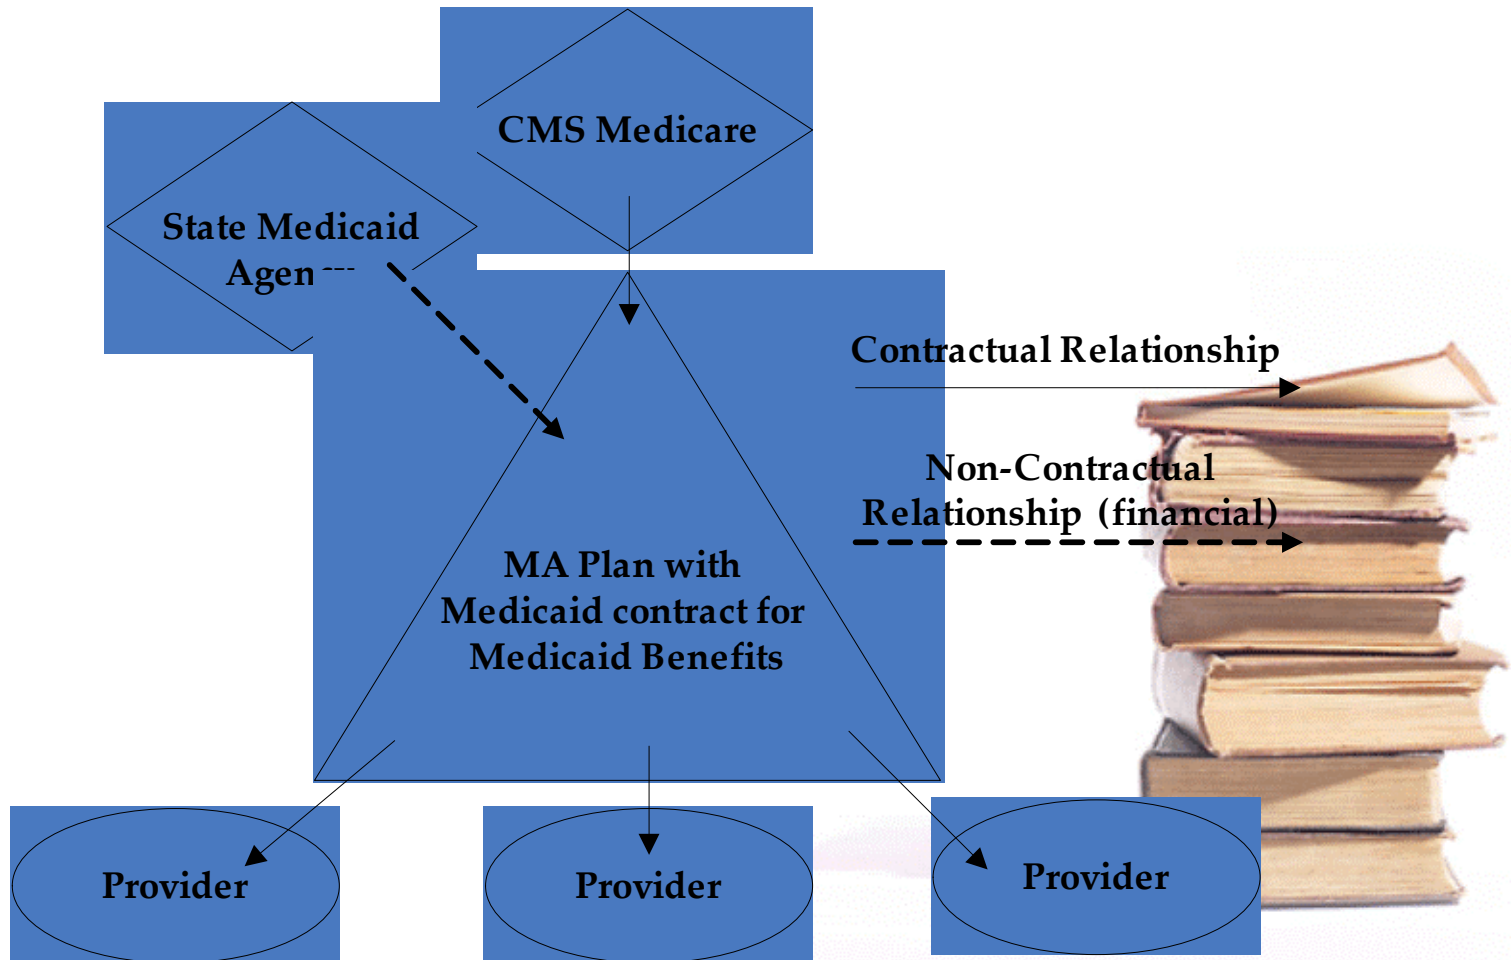 CMS Medicare
State Medicaid
Contractual Relationship
Non-Contractual
Relationship (financial)
MA Plan with
Medicaid contract for
Medicaid Benefits
Provider
Provider
Provider